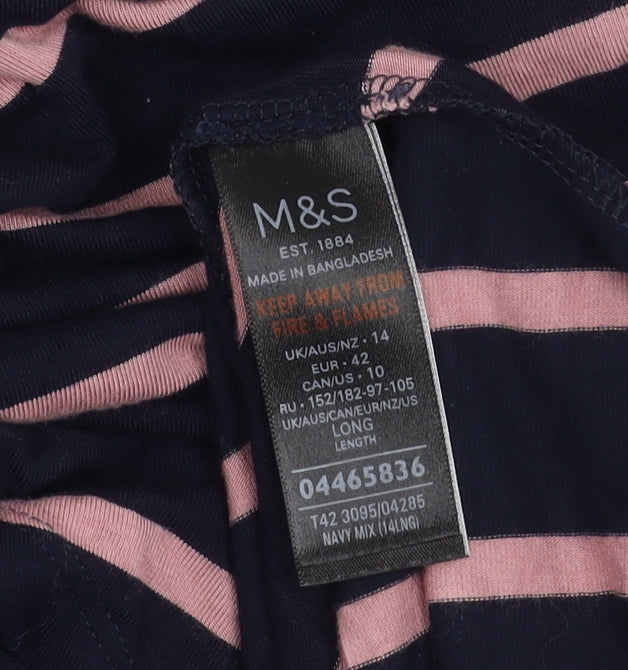 M&S
EST. 1884
MADE IN BANGLADESH
KEEP AWAY FROM
FIRE & FLAMES
UK/AUS/NZ • 14
EUR • 42
CAN/US • 10
RU • 152/182-97-105
UK/AUS/CAN/EUR/NZ/US
LONG
LENGTH
04465836
T42 3095/04285
NAVY MIX (14LNG)